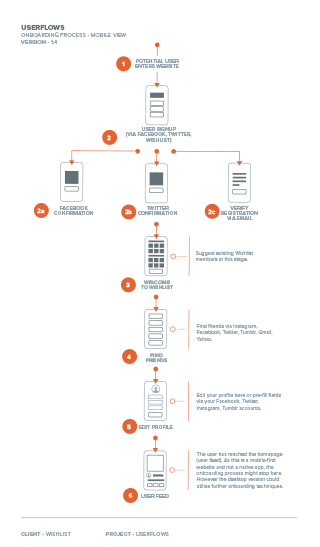 USERFLOWS
ONBOARDING PROCESS - MOBILE VIEW
VERSION - 1.4
1
POTENTIAL USER
ENTERS WEBSITE
2
USER SIGNUP
(VIA FACEBOOK, TWITTER,
WISHLIST)
2a
FACEBOOK
CONFIRMATION
2b
TWITTER
CONFIRMATION
2c
VERIFY
REGISTRATION
VIA EMAIL
3
WELCOME
TO WISHLIST
Suggest existing Wishlist
members at this stage.
4
FIND
FRIENDS
Find friends via Instagram,
Facebook, Twitter, Tumblr, Gmail,
Yahoo,
5
EDIT PROFILE
Edit your profile here or pre-fill fields
via your Facebook, Twitter,
Instagram, Tumblr accounts.
6
USER FEED
The user has reached the homepage
(user feed). As this is a mobile-first
website and not a native app, the
onboarding process might stop here.
However the desktop version could
utilise further onboarding techniques.
CLIENT - WISHLIST
PROJECT - USERFLOWS